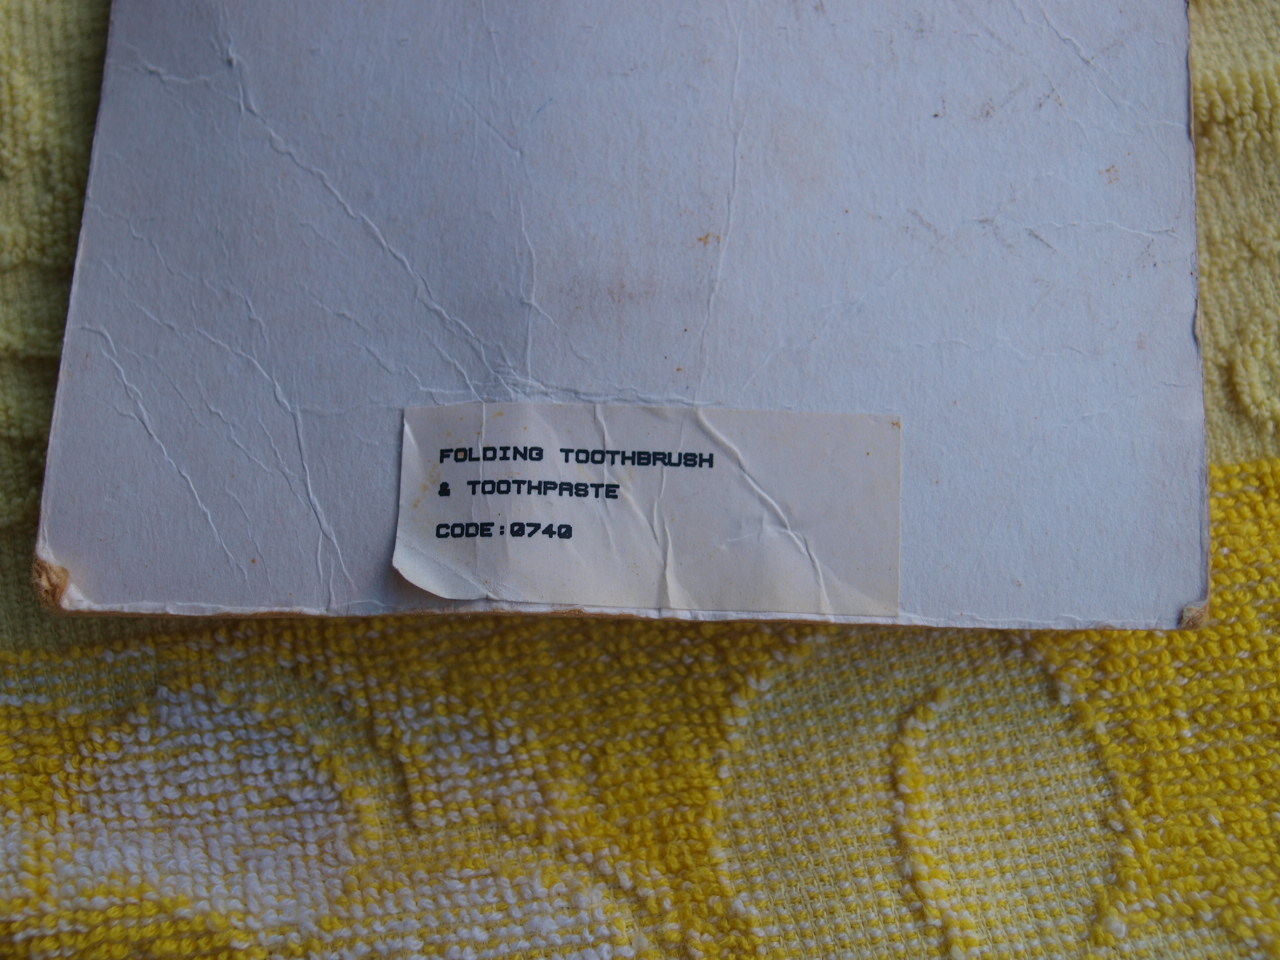 FOLDING TOOTHBRUSH
& TOOTHPASTE
CODE:0740